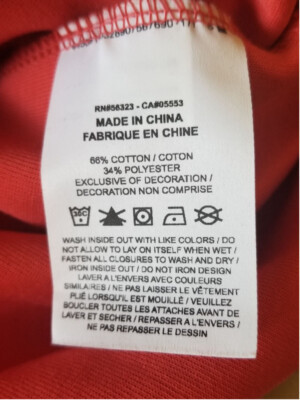 RN#56323 - CA#05553
MADE IN CHINA
FABRIQUE EN CHINE
66% COTTON / COTON
34% POLYESTER
EXCLUSIVE OF DECORATION /
DECORATION NON COMPRISE
WASH INSIDE OUT WITH LIKE COLORS / DO
NOT ALLOW TO LAY ON ITSELF WHEN WET /
FASTEN ALL CLOSURES TO WASH AND DRY /
IRON INSIDE OUT / DO NOT IRON DESIGN
LAVER A L'ENVERS AVEC COULEURS
SIMILAIRES / NE PAS LAISSER LE VÊTEMENT
PLIÉ LORSQU'IL EST MOUILLÉ / VEUILLEZ
BOUCLER TOUTES LES ATTACHES AVANT DE
LAVER ET SECHER / REPASSER A L'ENVERS /
NE PAS REPASSER LE DESSIN